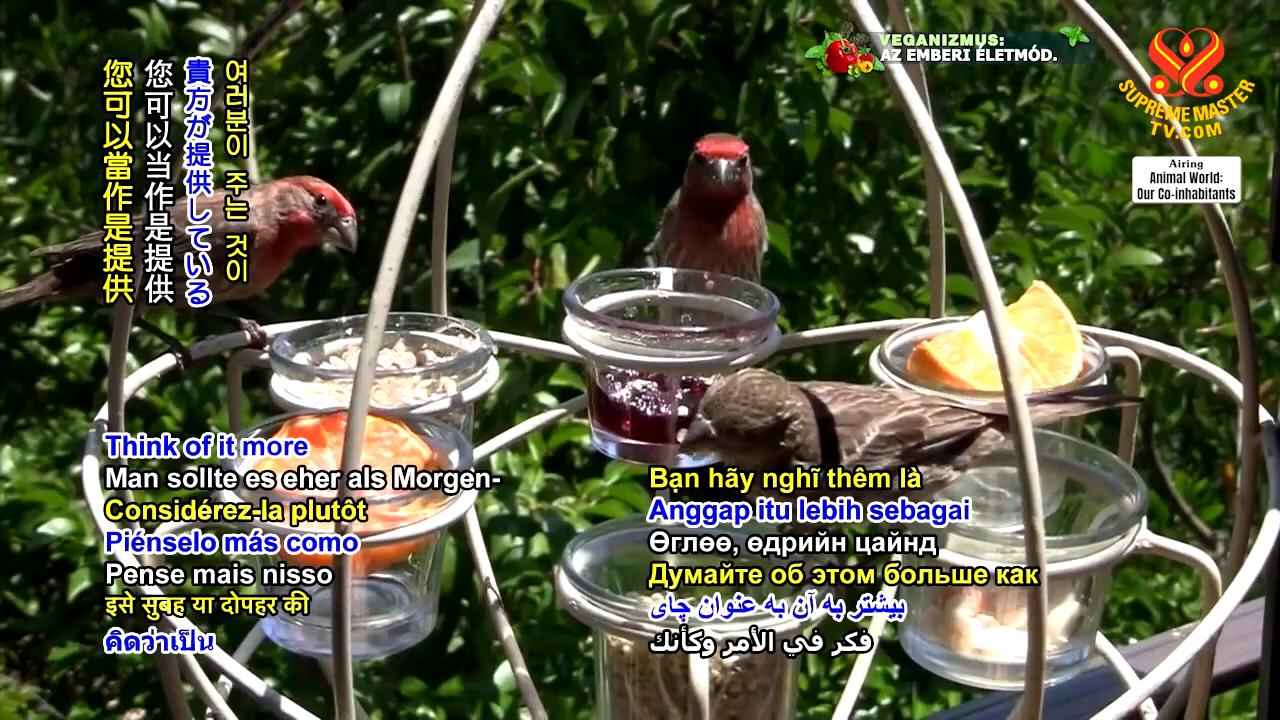 VEGANIZMUS:
AZ EMBERI ÉLETMÓD.
SUPREME MASTER
TV.COM
Airing
Animal World:
Our Co-inhabitants
여러분이 주는 것이
貴方が提供している
您可以当作是提供
您可以當作是提供
Think of it more
Man sollte es eher als Morgen-
Considérez-la plutôt
Piénselo más como
Pense mais nisso
इसे सुबह या दोपहर की
คิดว่าเป็น
Bạn hãy nghĩ thêm là
Anggap itu lebih sebagai
Өглөө, өдрийн цайнд
Думайте об этом больше как
بیشتر به آن به عنوان چای
فكر في الأمر وكأنك